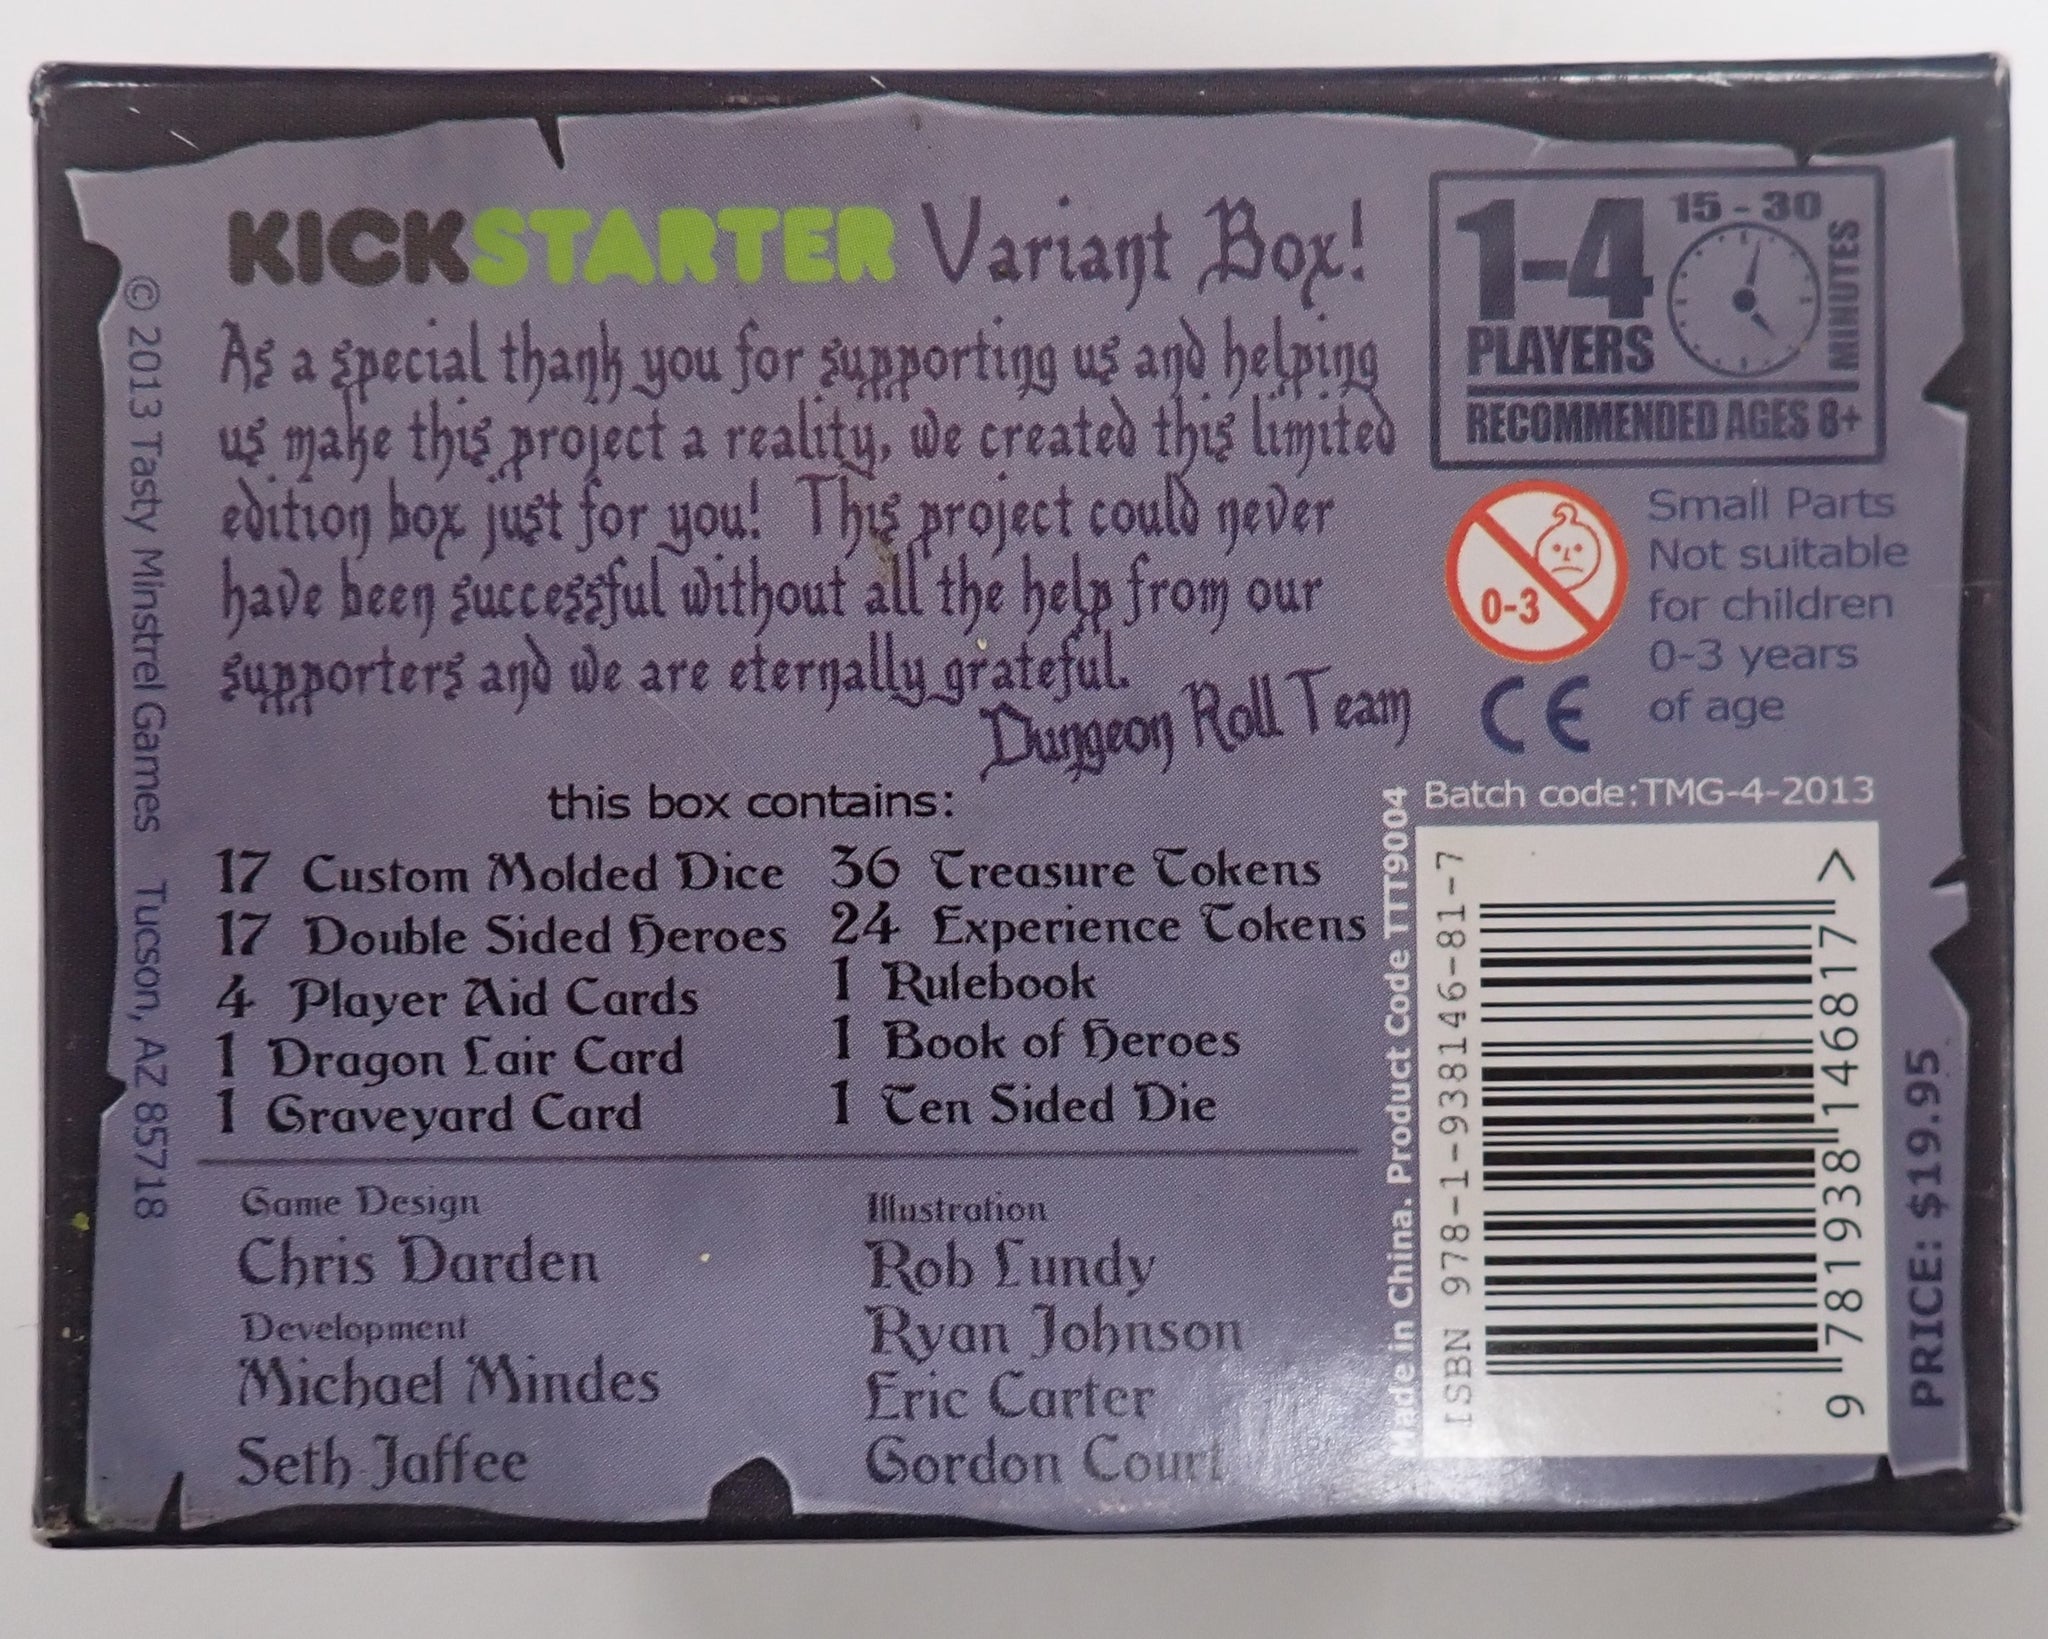 KICKSTARTER Variant Box!
As a special thank you for supporting us and helping
us make this project a reality, we created this limited
edition box just for you! This project could never
have been successful without all the help from our
supporters and we are eternally grateful.
Dungeon Roll Team
this box contains:
17 Custom Molded Dice
17 Double Sided Heroes
4 Player Aid Cards
1 Dragon Lair Card
1 Graveyard Card
36 Treasure Tokens
24 Experience Tokens
1 Rulebook
1 Book of Heroes
1 Ten Sided Die
Game Design
Chris Darden
Development
Michael Mindes
Seth Jaffee
Illustration
Rob Lundy
Ryan Johnson
Eric Carter
Gordon Court
© 2013 Tasty MInstrel Games Tucson, AZ 85718
1-4
PLAYERS
15-30
MINUTES
RECOMMENDED AGES 8+
0-3
Small Parts
Not suitable
for children
0-3 years
of age
CE
Batch code:TMG-4-2013
Made in China. Product Code TTT9004
ISBN 978-1-938146-81-7
9 781938 146817 >
PRICE: $19.95